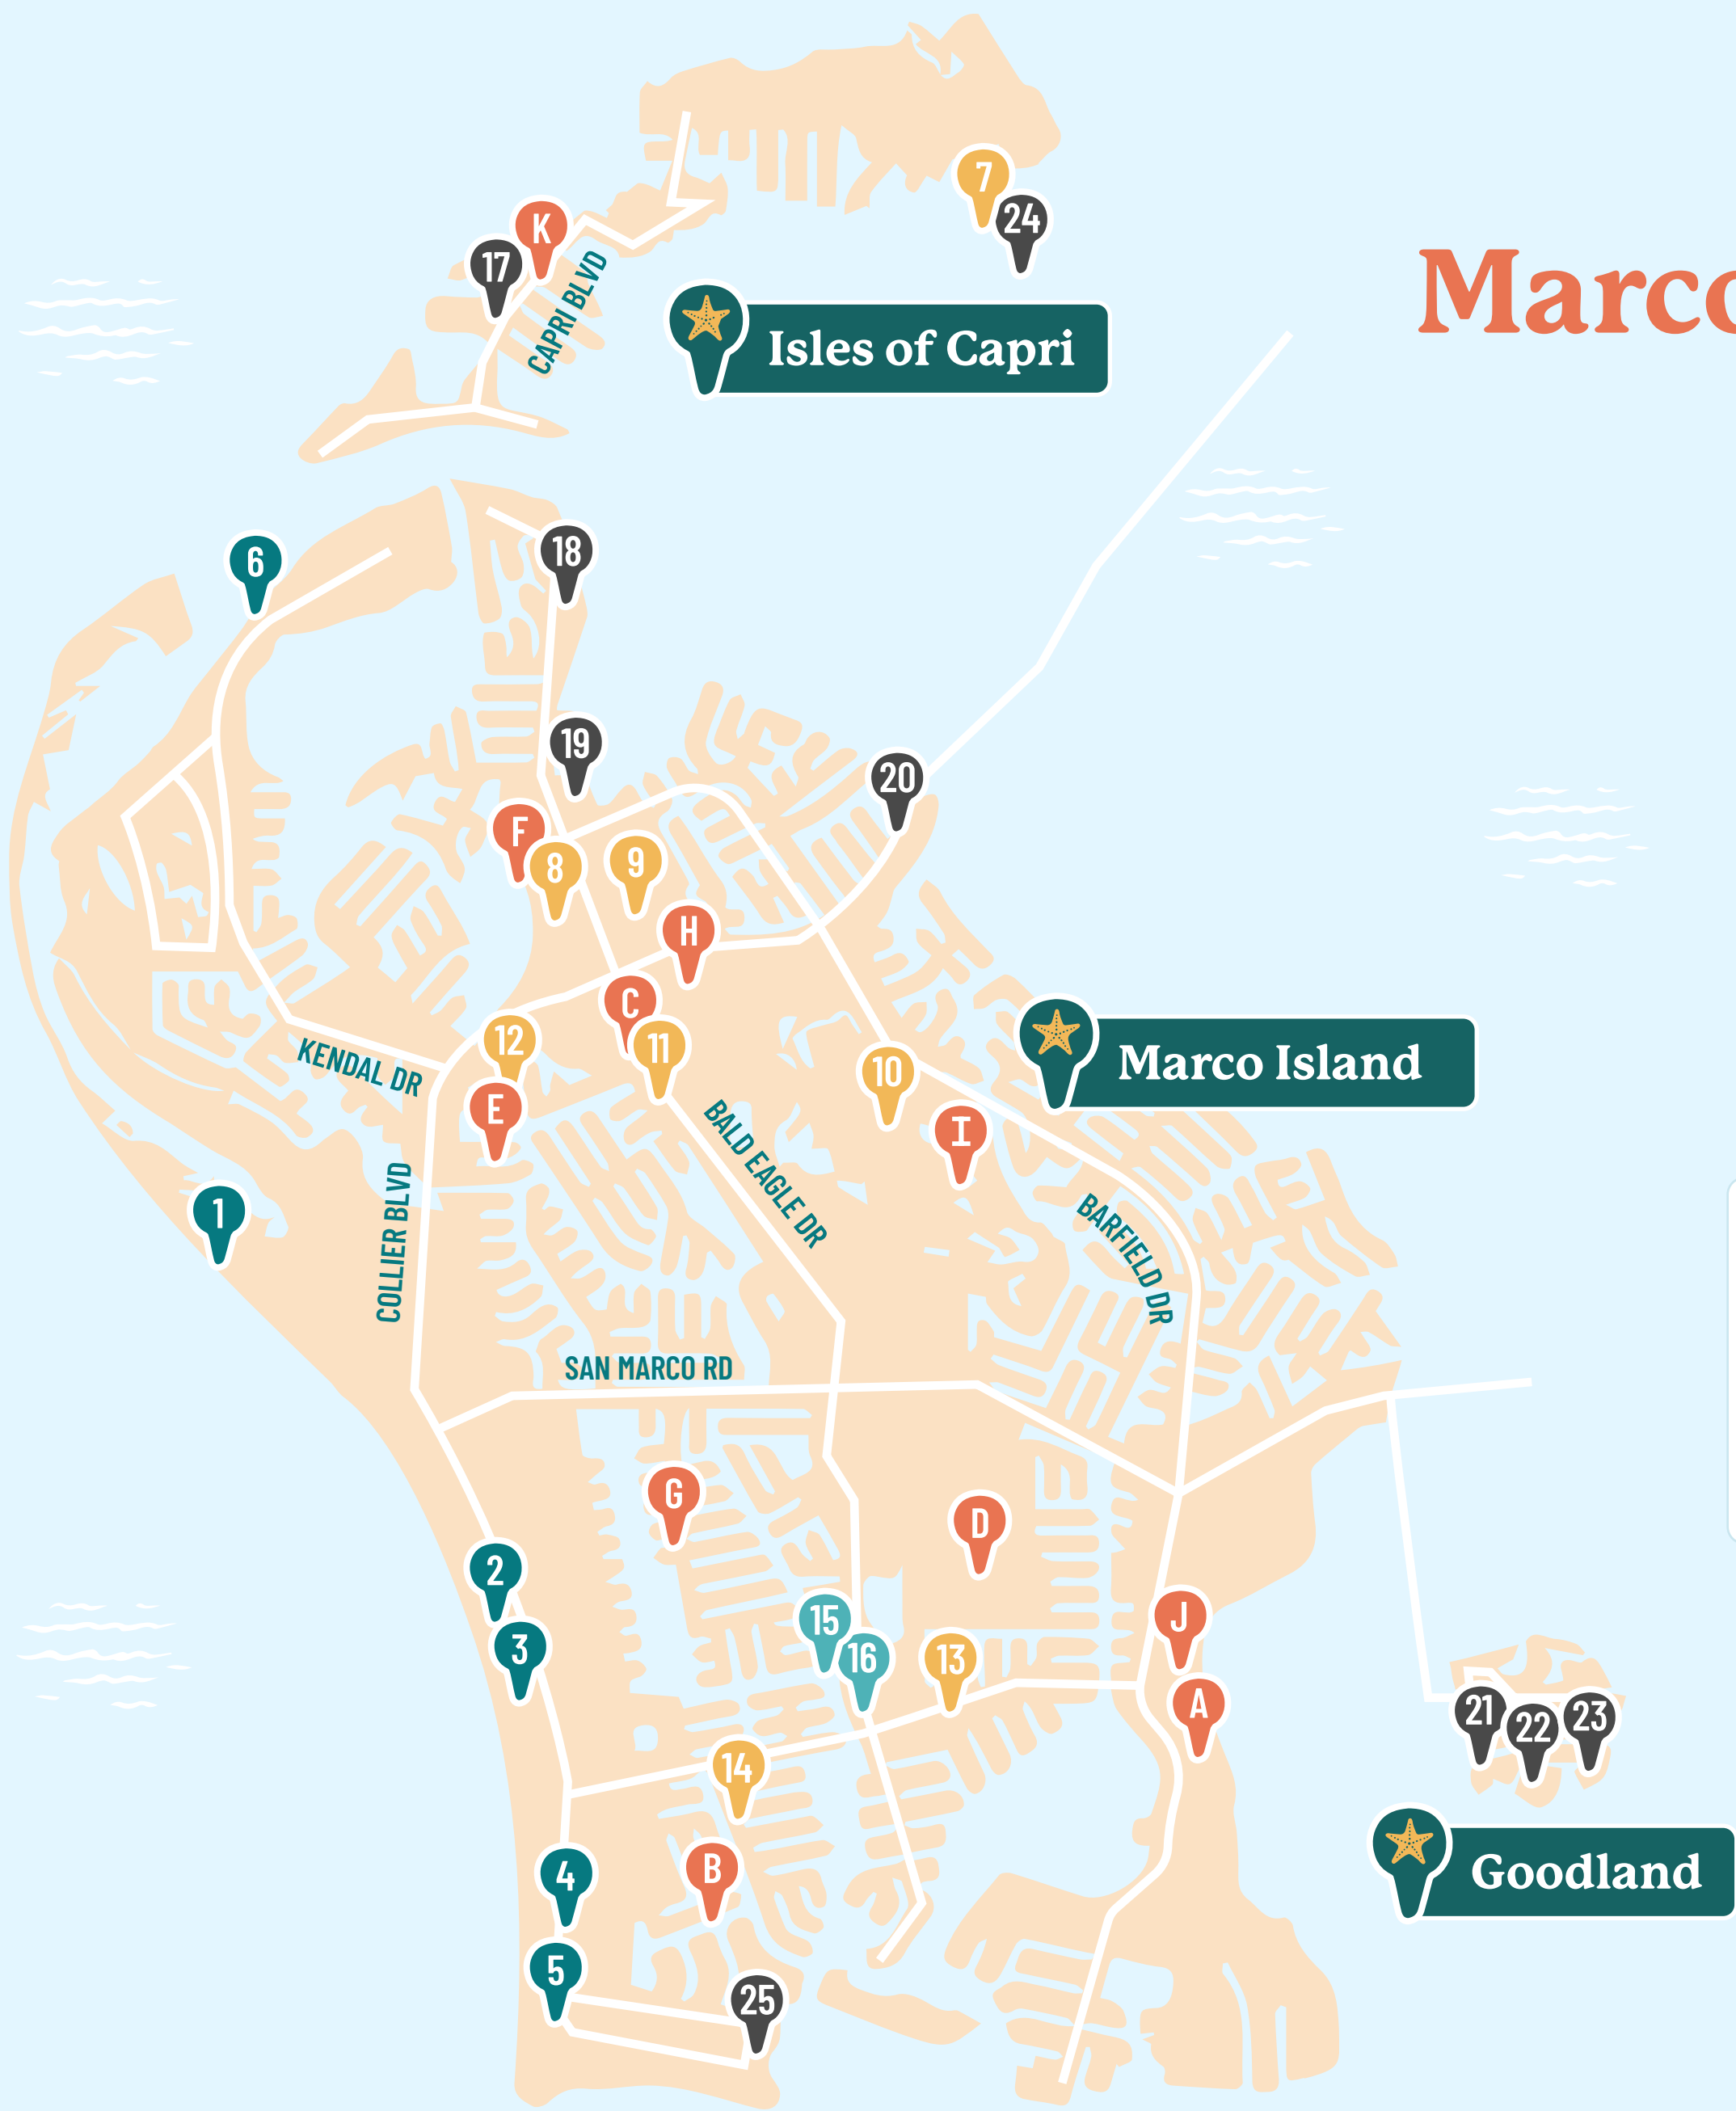 7
24
K
17
CAPRI BLVD
Isles of Capri
Marco
6
18
19
20
F
8
9
H
C
12
11
10
E
I
Marco Island
KENDAL DR
BALD EAGLE DR
COLLIER BLVD
1
BARFIELD DR
SAN MARCO RD
G
D
2
3
15
16
13
J
A
21
22
23
14
4
B
Goodland
5
25